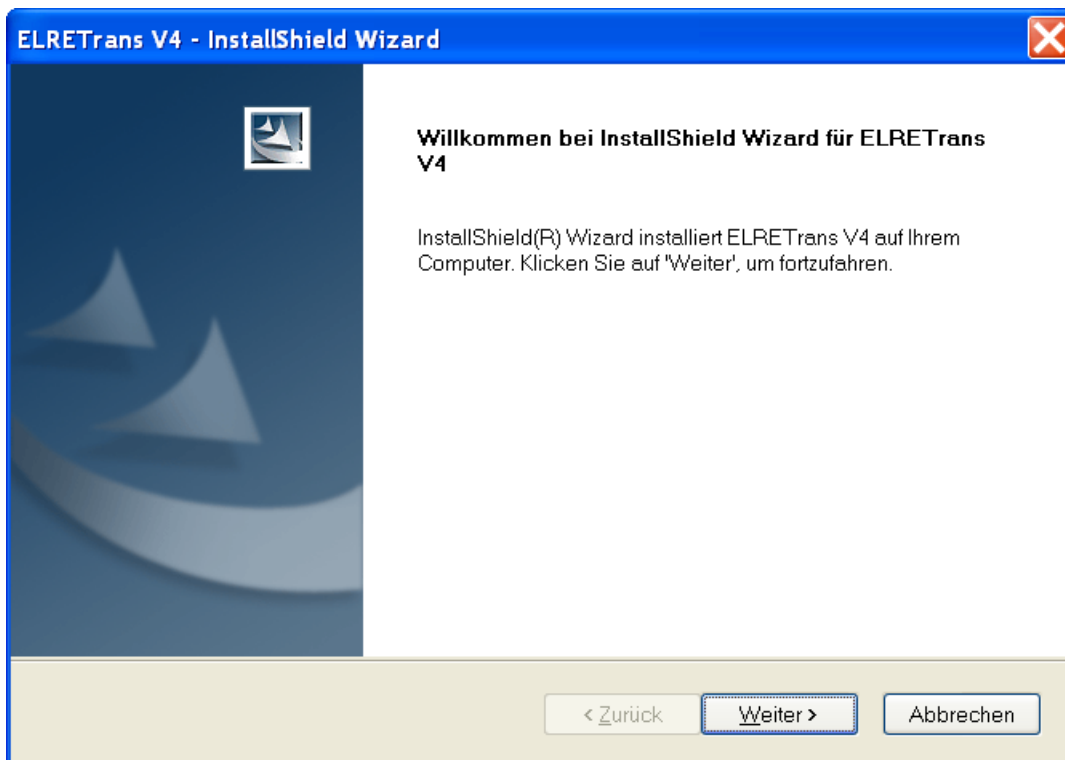 ELRETrans V4 - InstallShield Wizard
Willkommen bei InstallShield Wizard für ELRETrans
V4
InstallShield(R) Wizard installiert ELRETrans V4 auf Ihrem
Computer. Klicken Sie auf 'Weiter', um fortzufahren.
< Zurück Weiter > Abbrechen